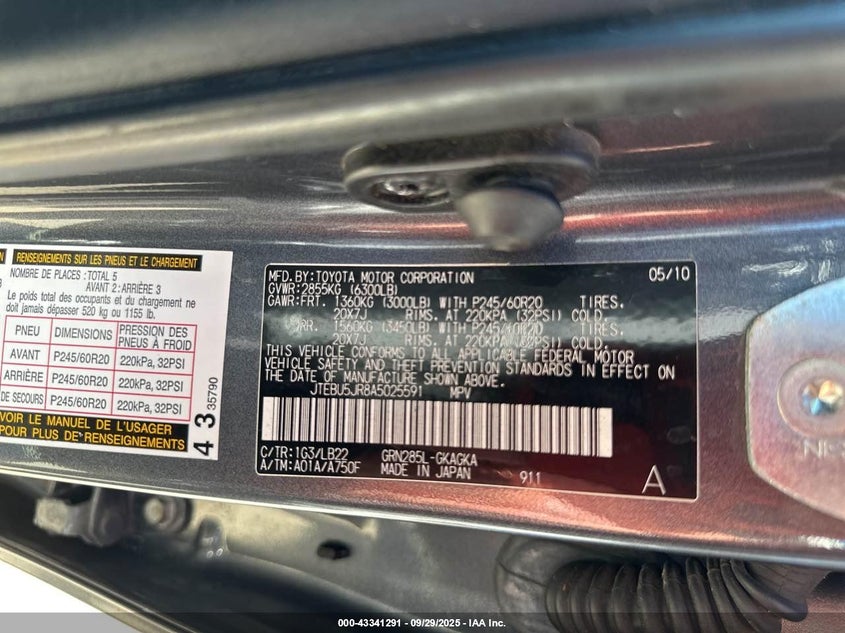 RENSEIGNEMENTS SUR LES PNEUS ET LE CHARGEMENT
NOMBRE DE PLACES : TOTAL 5
AVANT 2 : ARRIÈRE 3
Le poids total des occupants et du chargement ne
doit jamais dépasser 520 kg ou 1155 lb.
PNEU DIMENSIONS PRESSION DES PNEUS À FROID
AVANT P245/60R20 220kPa, 32PSI
ARRIÈRE P245/60R20 220kPa, 32PSI
DE SECOURS P245/60R20 220kPa, 32PSI
VOIR LE MANUEL DE L'USAGER
POUR PLUS DE RENSEIGNEMENTS
4 3 35790
MFD.BY:TOYOTA MOTOR CORPORATION 05/10
GVWR:2855KG (6300LB)
GAWR:FRT. 1360KG (3000LB) WITH P245/60R20 TIRES.
20X7J RIMS. AT 220KPA (32PSI) COLD.
RR. 1560KG (3450LB) WITH P245/60R20 TIRES.
20X7J RIMS. AT 220KPA (32PSI) COLD.
THIS VEHICLE CONFORMS TO ALL APPLICABLE FEDERAL MOTOR
VEHICLE SAFETY AND THEFT PREVENTION STANDARDS IN EFFECT ON
THE DATE OF MANUFACTURE SHOWN ABOVE.
JTEBU5JR8A5025591 MPV
C/TR:1G3/LB22 GRN285L-GKAGKA
A/TM:A01A/A750F MADE IN JAPAN 911 A
000-43341291 - 09/29/2025 - IAA Inc.